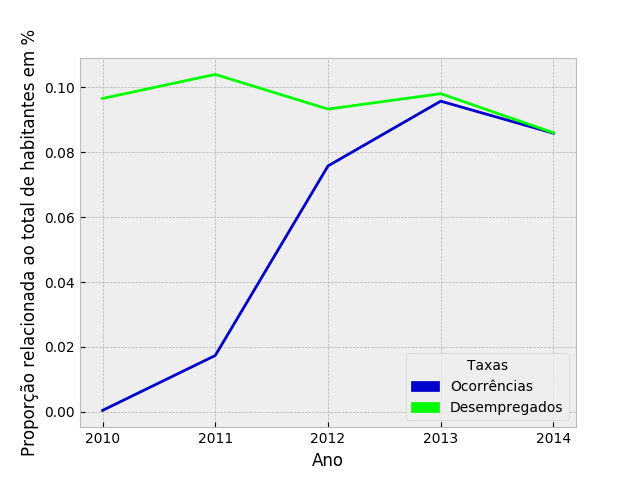 Proporção relacionada ao total de habitantes em %
0.10
0.08
0.06
0.04
0.02
0.00
Taxas
Ocorrências
Desempregados
2010 2011 2012 2013 2014
Ano